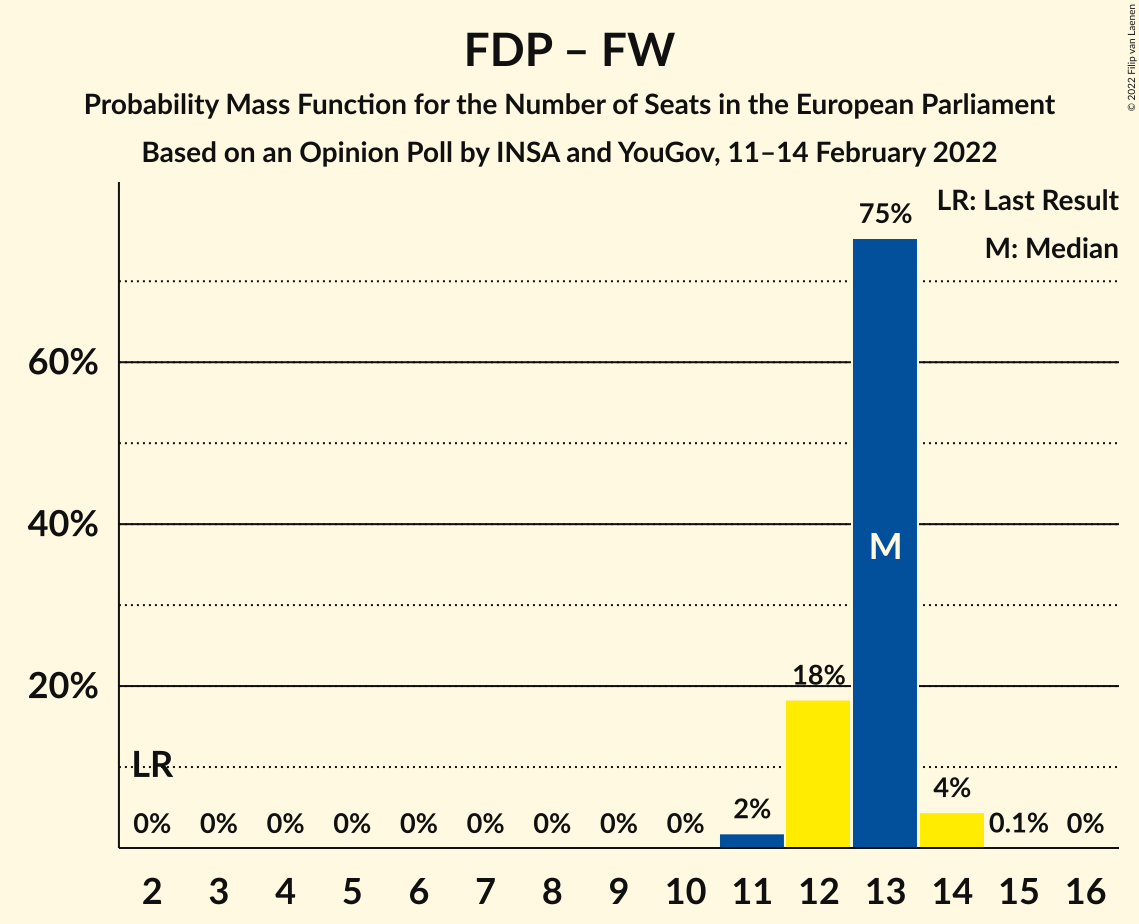 FDP – FW
Probability Mass Function for the Number of Seats in the European Parliament
Based on an Opinion Poll by INSA and YouGov, 11–14 February 2022
© 2022 Filip van Laenen
LR: Last Result
M: Median
75%
60%
40%
M
20%
18%
LR
0% 0% 0% 0% 0% 0% 0% 0% 0% 2% 4% 0.1% 0%
2 3 4 5 6 7 8 9 10 11 12 13 14 15 16